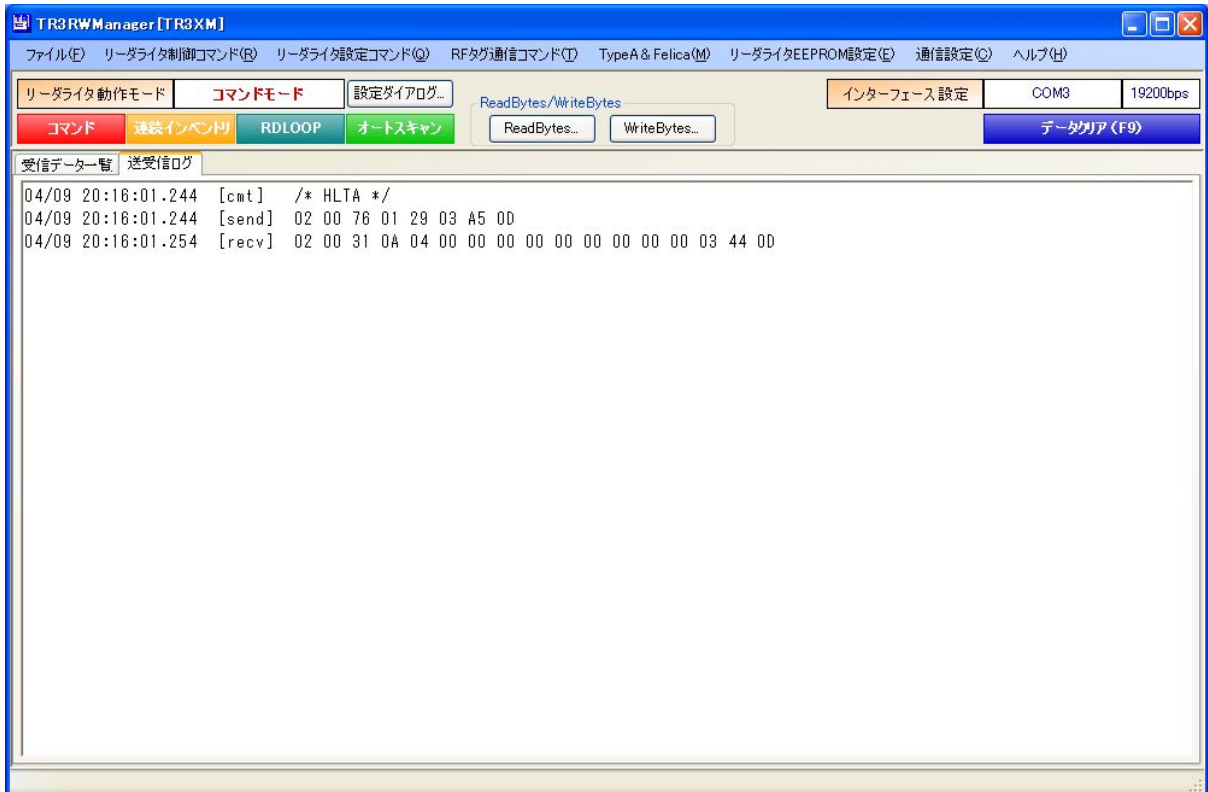 TR3RWManager[TR3XM]
ファイル(F) リーダライタ制御コマンド(R) リーダライタ設定コマンド(Q) RFタグ通信コマンド(T) TypeA & Felica(M) リーダライタEEPROM設定(E) 通信設定(C) ヘルプ(H)
リーダライタ動作モード コマンドモード 設定ダイアログ... ReadBytes/WriteBytes インターフェース設定 COM3 19200bps
コマンド 連続インベントリ RDLOOP オートスキャン ReadBytes... WriteBytes... データクリア (F9)
受信データ一覧 送受信ログ
04/09 20:16:01.244 [cmt] /* HLTA */
04/09 20:16:01.244 [send] 02 00 76 01 29 03 A5 0D
04/09 20:16:01.254 [recv] 02 00 31 0A 04 00 00 00 00 00 00 00 00 00 03 44 0D